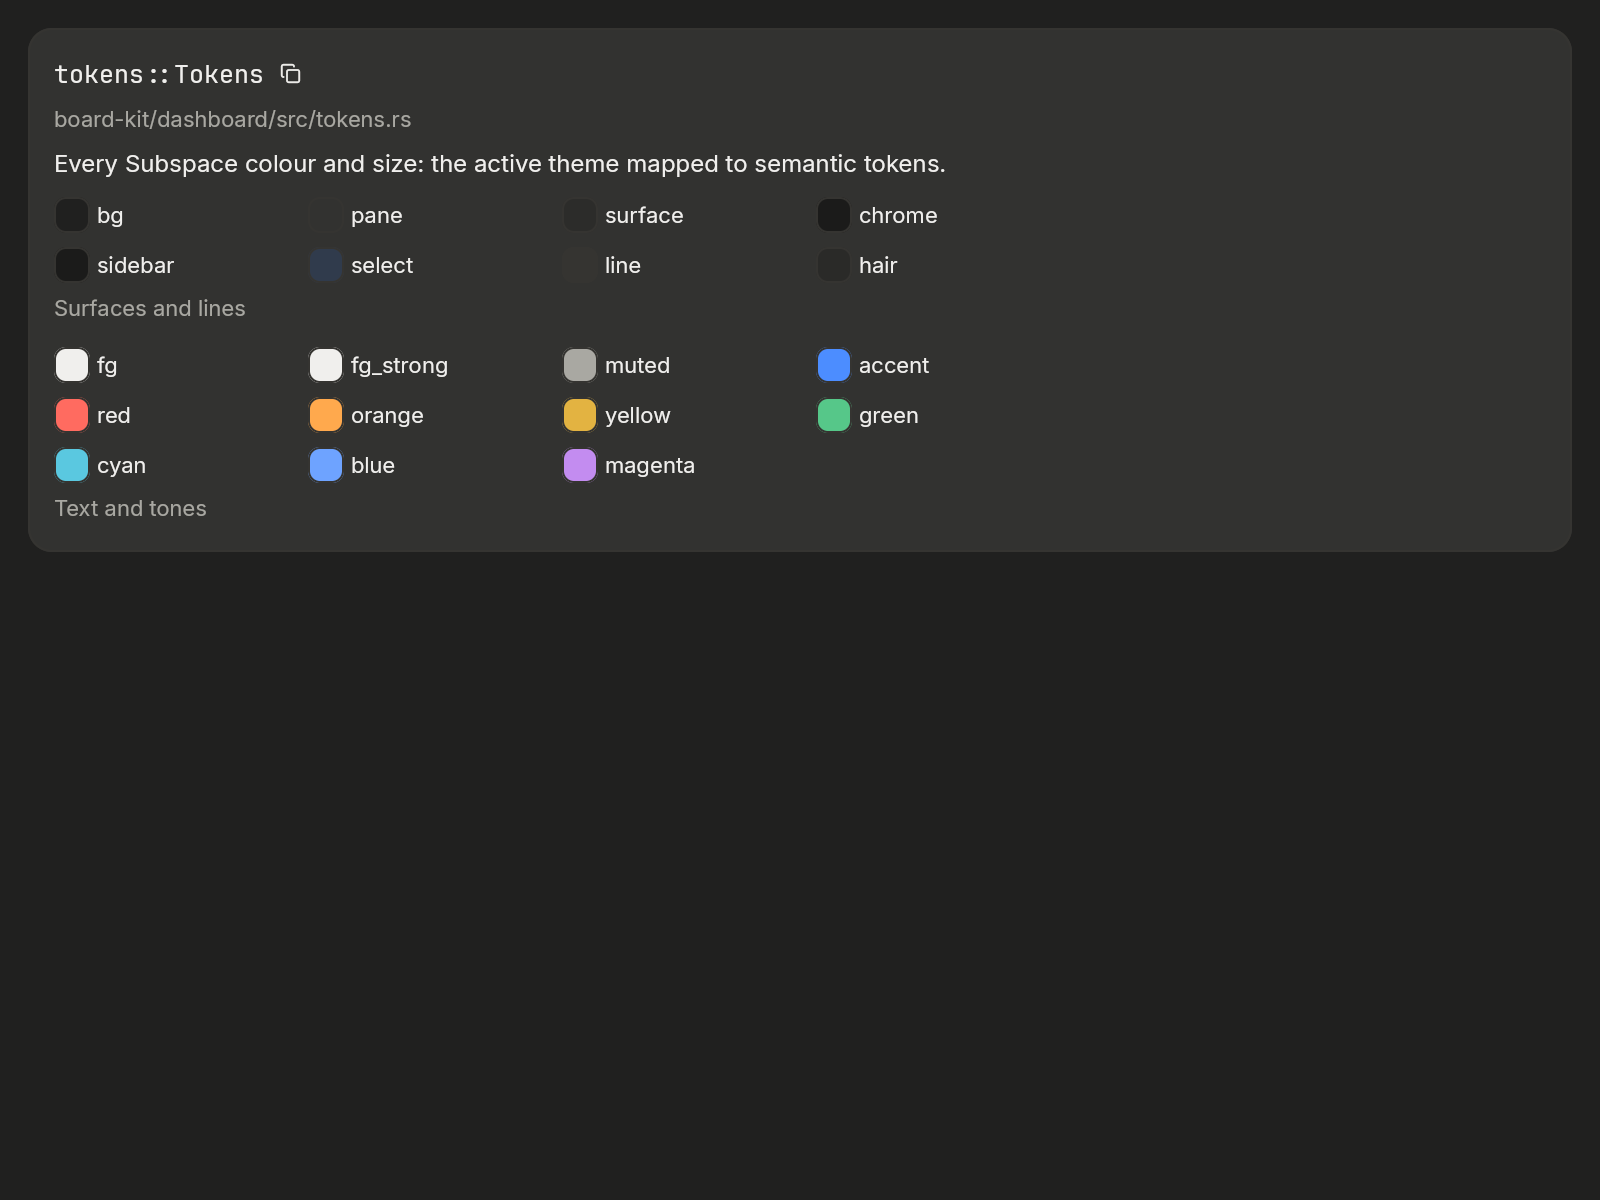 tokens::Tokens
board-kit/dashboard/src/tokens.rs
Every Subspace colour and size: the active theme mapped to semantic tokens.
bg pane surface chrome
sidebar select line hair
Surfaces and lines
fg fg_strong muted accent
red orange yellow green
cyan blue magenta
Text and tones